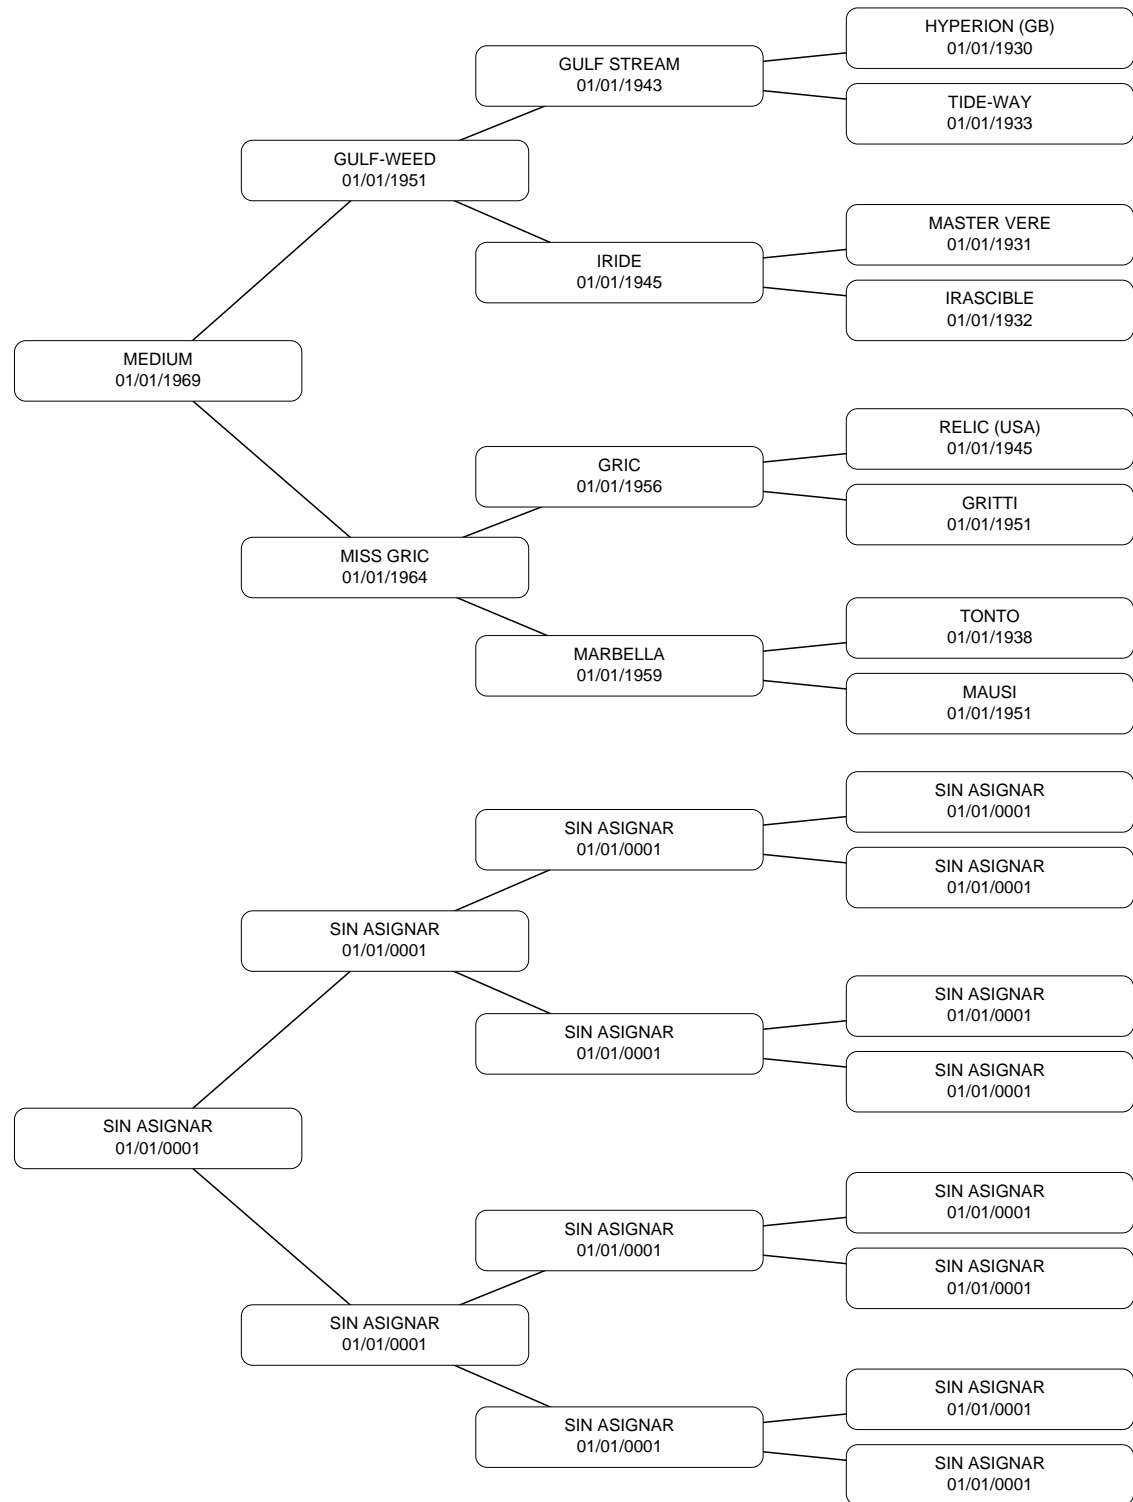 HYPERION (GB)
01/01/1930
GULF STREAM
01/01/1943
TIDE-WAY
01/01/1933
GULF-WEED
01/01/1951
MASTER VERE
01/01/1931
IRIDE
01/01/1945
IRASCIBLE
01/01/1932
MEDIUM
01/01/1969
RELIC (USA)
01/01/1945
GRIC
01/01/1956
GRITTI
01/01/1951
MISS GRIC
01/01/1964
TONTO
01/01/1938
MARBELLA
01/01/1959
MAUSI
01/01/1951
SIN ASIGNAR
01/01/0001
SIN ASIGNAR
01/01/0001
SIN ASIGNAR
01/01/0001
SIN ASIGNAR
01/01/0001
SIN ASIGNAR
01/01/0001
SIN ASIGNAR
01/01/0001
SIN ASIGNAR
01/01/0001
SIN ASIGNAR
01/01/0001
SIN ASIGNAR
01/01/0001
SIN ASIGNAR
01/01/0001
SIN ASIGNAR
01/01/0001
SIN ASIGNAR
01/01/0001
SIN ASIGNAR
01/01/0001
SIN ASIGNAR
01/01/0001
SIN ASIGNAR
01/01/0001